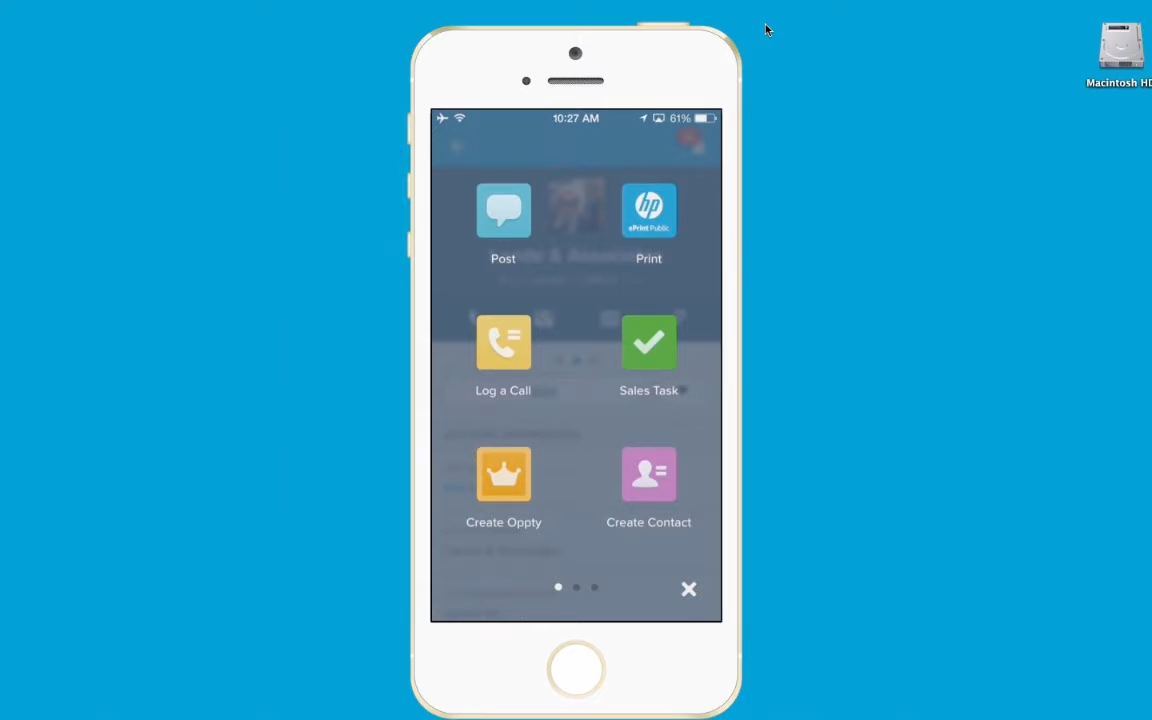 Macintosh HD
10:27 AM
61%
hp
ePrint Public
Post
Print
& Associates
Log a Call
Sales Task
Create Oppty
Create Contact